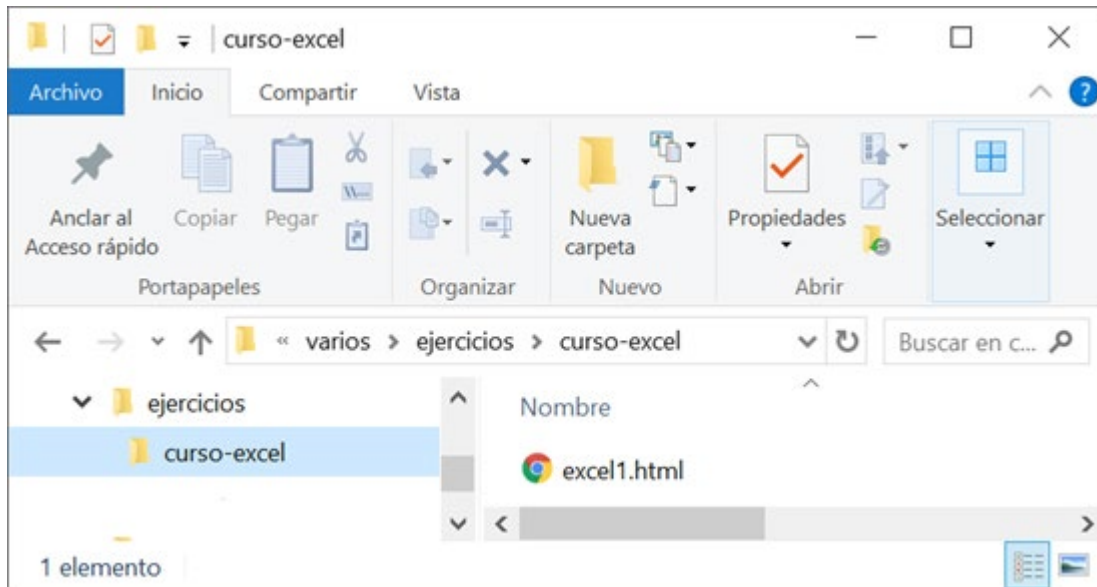 curso-excel
Archivo Inicio Compartir Vista
?
Anclar al Acceso rápido
Copiar
Pegar
Portapapeles
Organizar
Nueva carpeta
Nuevo
Propiedades
Abrir
Seleccionar
« varios > ejercicios > curso-excel
Buscar en c...
ejercicios
curso-excel
Nombre
excel1.html
1 elemento